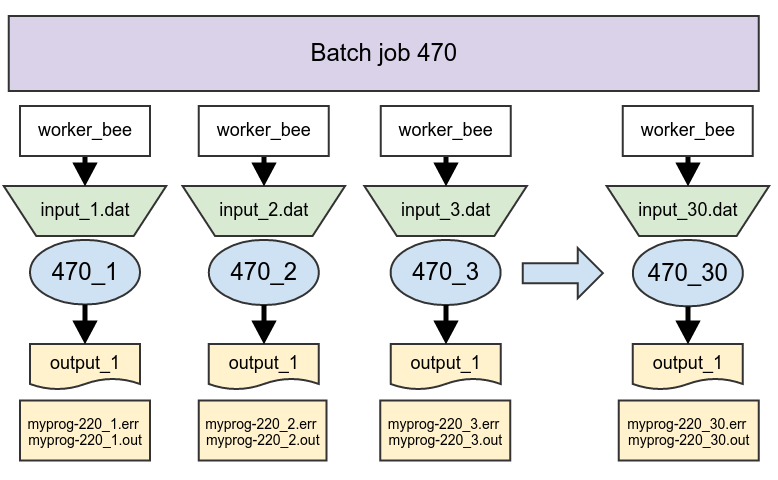 Batch job 470
worker_bee
worker_bee
worker_bee
worker_bee
input_1.dat
input_2.dat
input_3.dat
input_30.dat
470_1
470_2
470_3
470_30
output_1
output_1
output_1
output_1
myprog-220_1.err
myprog-220_1.out
myprog-220_2.err
myprog-220_2.out
myprog-220_3.err
myprog-220_3.out
myprog-220_30.err
myprog-220_30.out